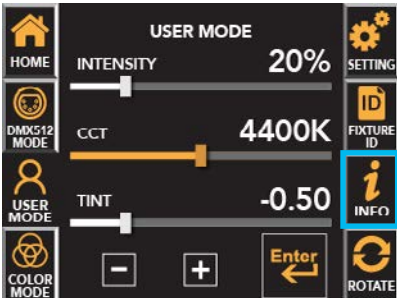 USER MODE
HOME
INTENSITY
20%
SETTING
DMX512
MODE
CCT
4400K
ID
FIXTURE
ID
USER
MODE
TINT
-0.50
i
INFO
COLOR
MODE
-
+
Enter
ROTATE